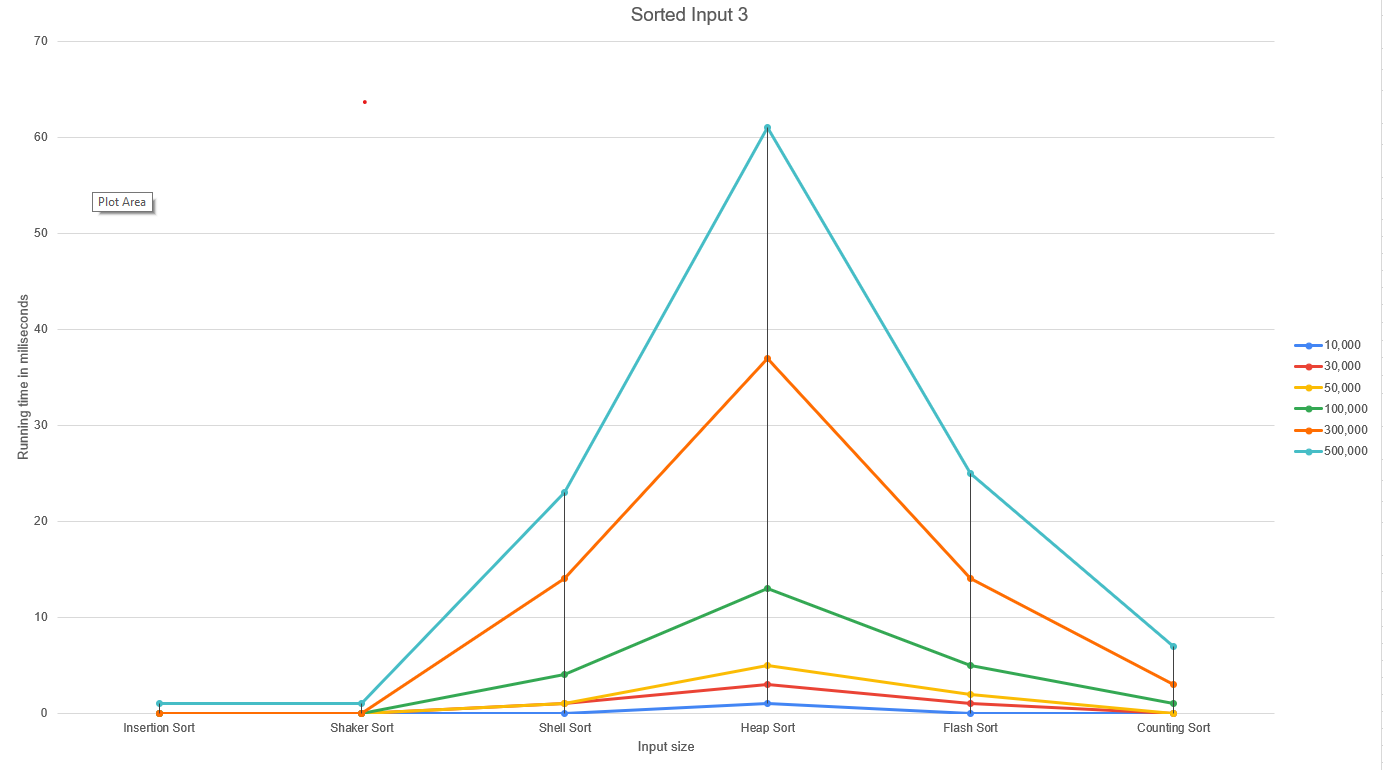 Sorted Input 3
70
60
50
40
30
20
10
0
Plot Area
Running time in miliseconds
Insertion Sort
Shaker Sort
Shell Sort
Heap Sort
Flash Sort
Counting Sort
Input size
10,000
30,000
50,000
100,000
300,000
500,000